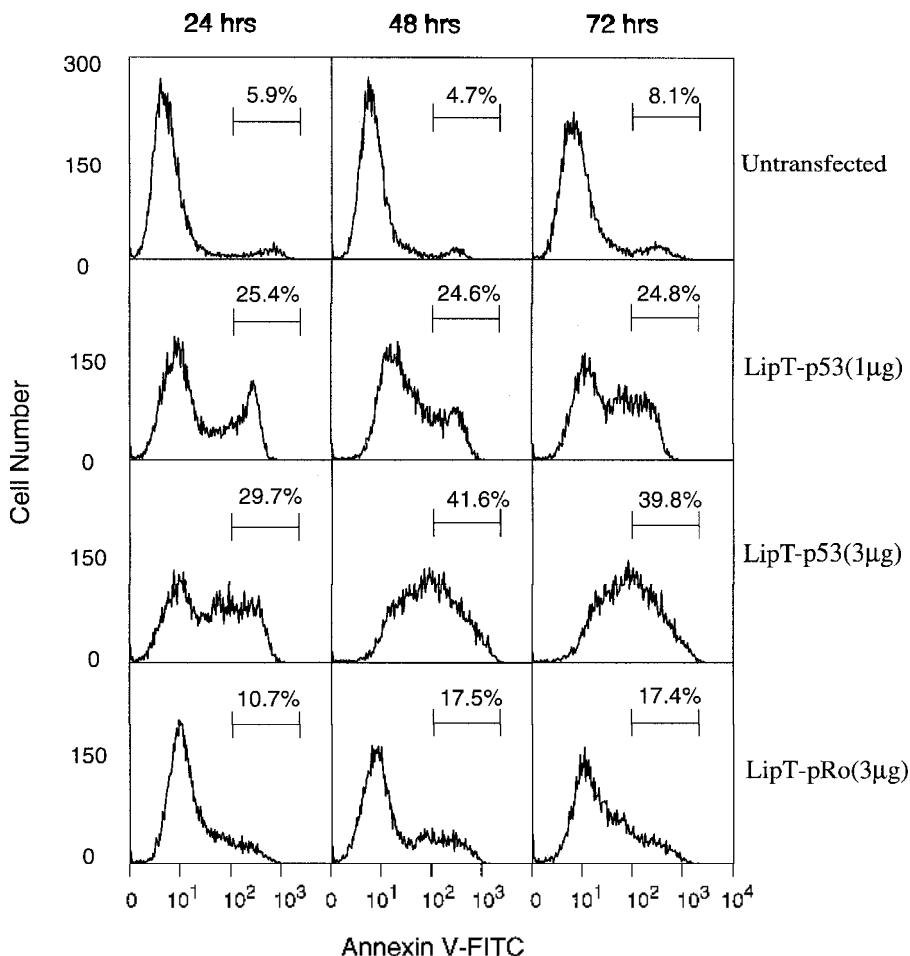 24 hrs 48 hrs 72 hrs
300
5.9% 4.7% 8.1%
150
Untransfected
0
25.4% 24.6% 24.8%
150
LipT-p53(1μg)
0
29.7% 41.6% 39.8%
150
LipT-p53(3μg)
0
10.7% 17.5% 17.4%
150
LipT-pRo(3μg)
0
Cell Number
0 10¹ 10² 10³ 0 10¹ 10² 10³ 0 10¹ 10² 10³ 10⁴
Annexin V-FITC